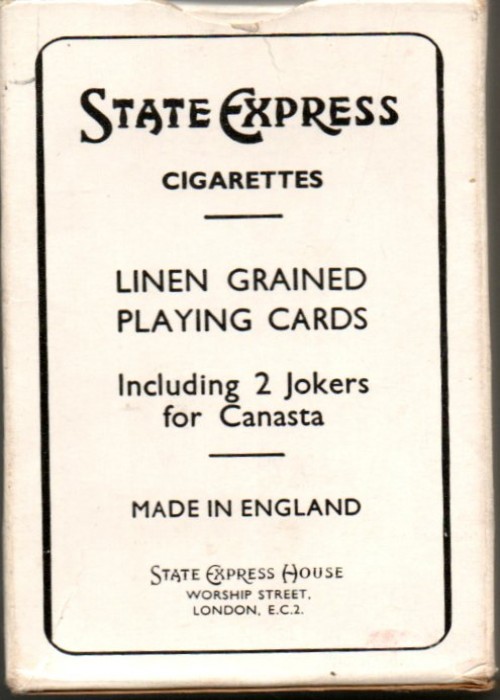 STATE EXPRESS
CIGARETTES
LINEN GRAINED
PLAYING CARDS
Including 2 Jokers
for Canasta
MADE IN ENGLAND
STATE EXPRESS HOUSE
WORSHIP STREET,
LONDON, E.C.2.